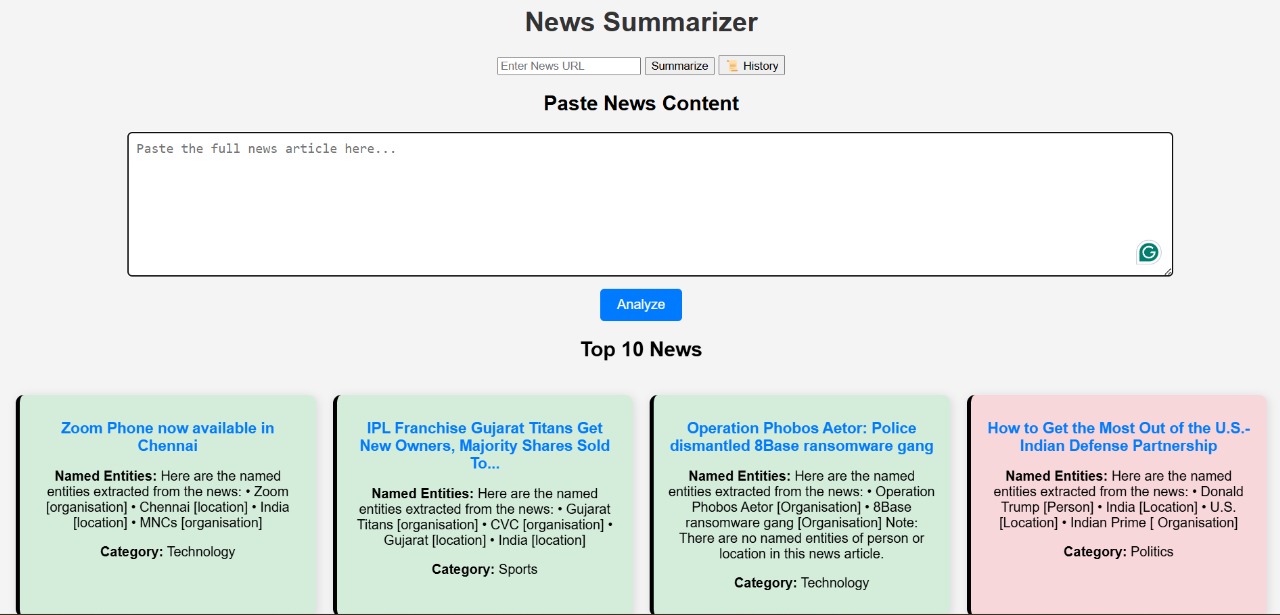 News Summarizer
Enter News URL Summarize 📜 History
Paste News Content
Paste the full news article here...
Analyze
Top 10 News
Zoom Phone now available in
Chennai
Named Entities: Here are the named
entities extracted from the news: • Zoom
[organisation] • Chennai [location] • India
[location] • MNCs [organisation]
Category: Technology
IPL Franchise Gujarat Titans Get
New Owners, Majority Shares Sold
To...
Named Entities: Here are the named
entities extracted from the news: • Gujarat
Titans [organisation] • CVC [organisation] •
Gujarat [location] • India [location]
Category: Sports
Operation Phobos Aetor: Police
dismantled 8Base ransomware gang
Named Entities: Here are the named
entities extracted from the news: • Operation
Phobos Aetor [Organisation] • 8Base
ransomware gang [Organisation] Note:
There are no named entities of person or
location in this news article.
Category: Technology
How to Get the Most Out of the U.S.-
Indian Defense Partnership
Named Entities: Here are the named
entities extracted from the news: • Donald
Trump [Person] • India [Location] • U.S.
[Location] • Indian Prime [ Organisation]
Category: Politics